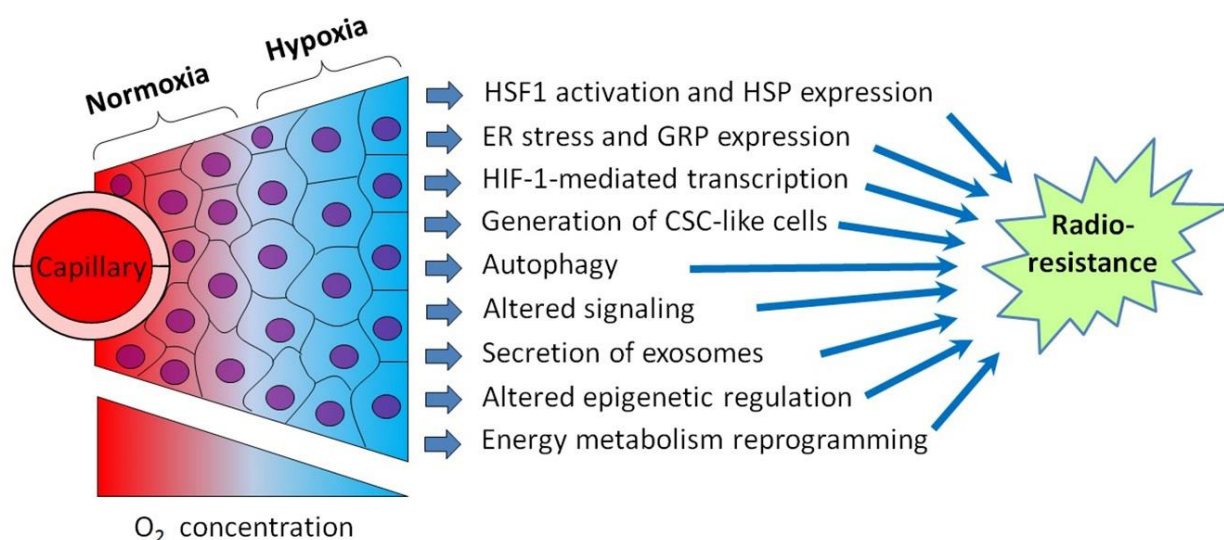 Normoxia
Hypoxia
Capillary
O₂ concentration
HSF1 activation and HSP expression
ER stress and GRP expression
HIF-1-mediated transcription
Generation of CSC-like cells
Autophagy
Altered signaling
Secretion of exosomes
Altered epigenetic regulation
Energy metabolism reprogramming
Radio-
resistance